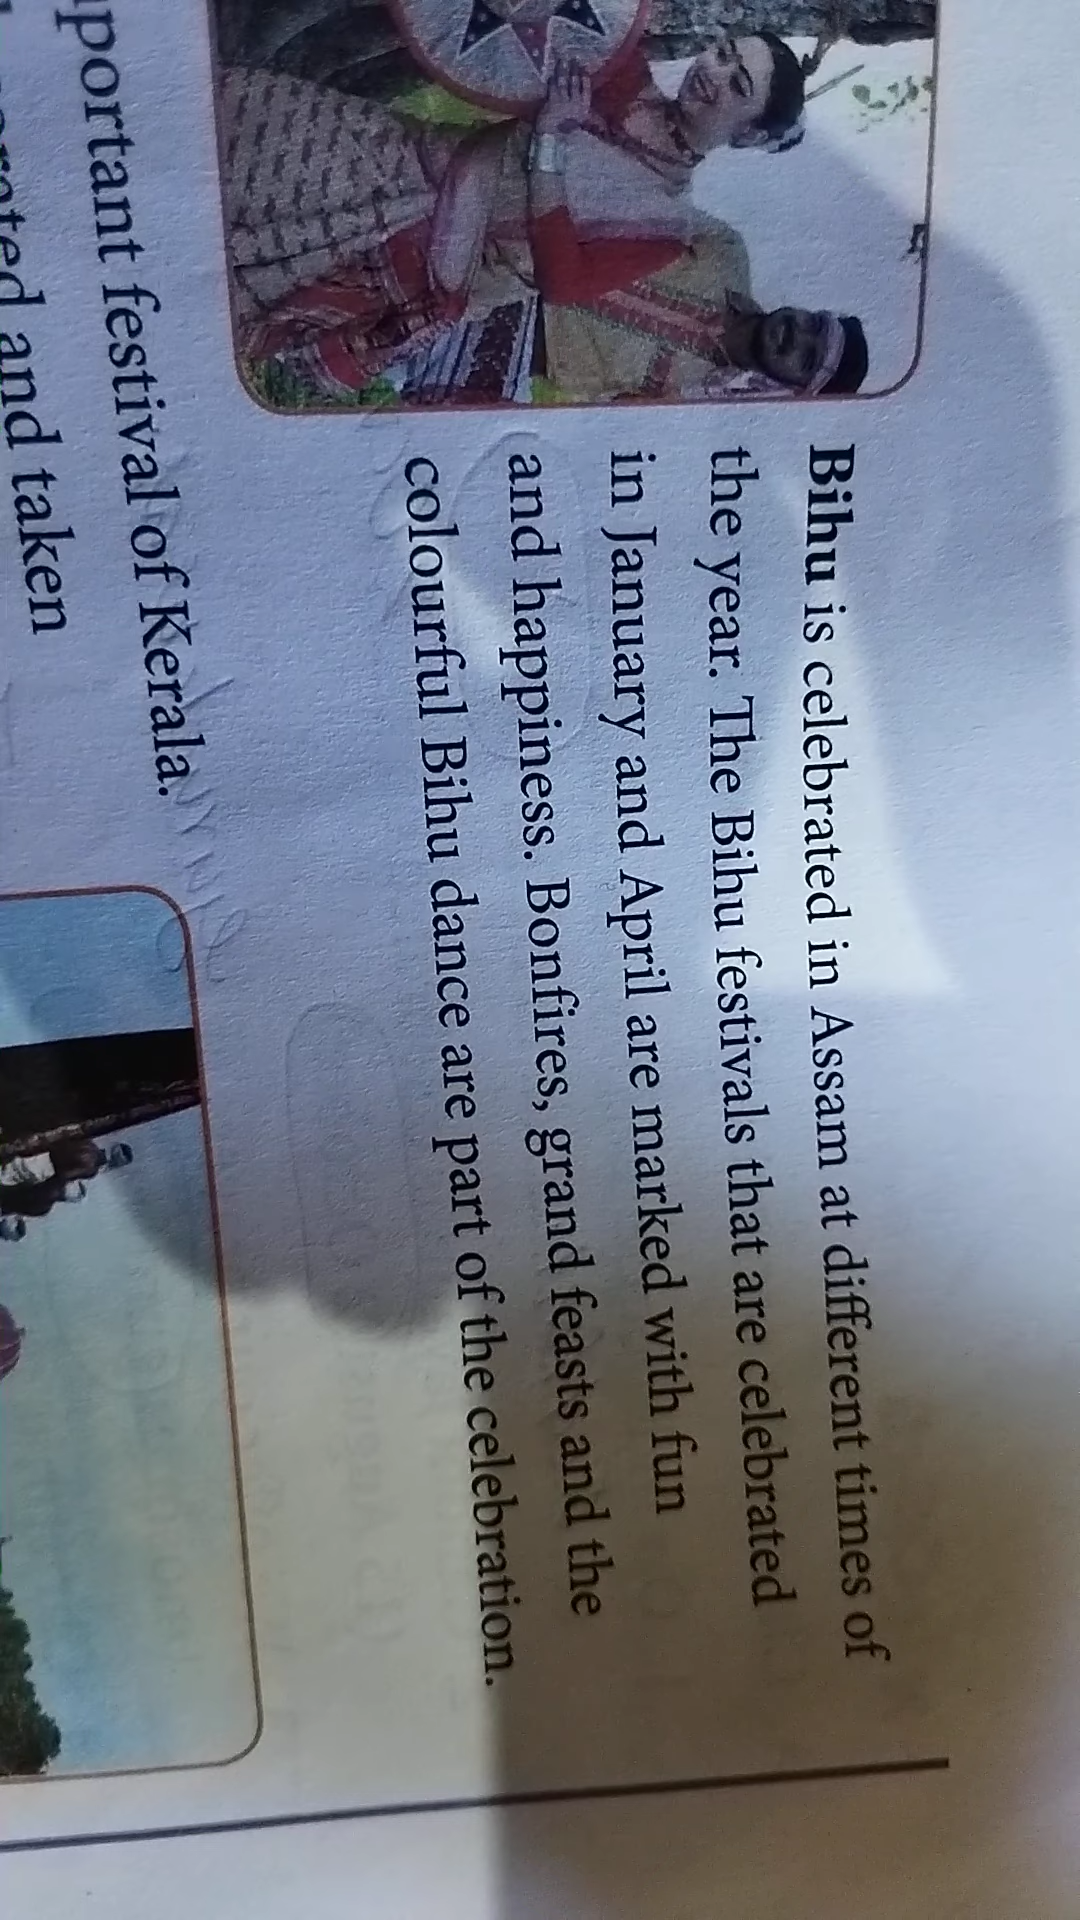 Bihu is celebrated in Assam at different times of
the year. The Bihu festivals that are celebrated
in January and April are marked with fun
and happiness. Bonfires, grand feasts and the
colourful Bihu dance are part of the celebration.
portant festival of Kerala.
and taken